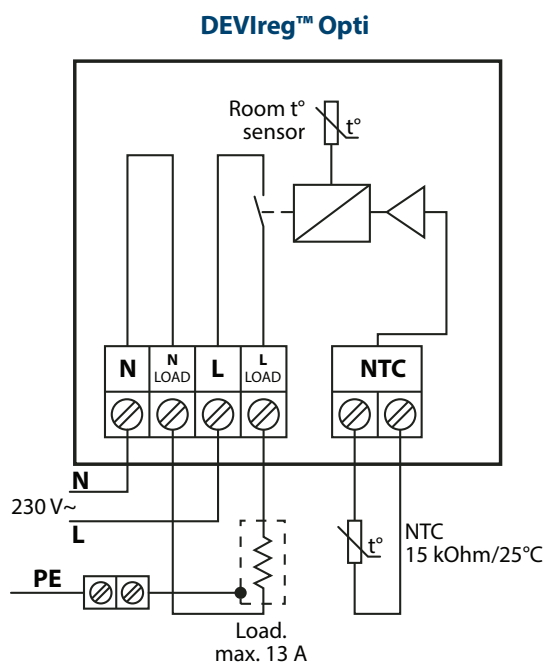 DEVIreg™ Opti
Room t°
sensor
t°
N
N
LOAD
L
L
LOAD
NTC
N
230 V~
L
PE
t°
NTC
15 kOhm/25°C
Load.
max. 13 A